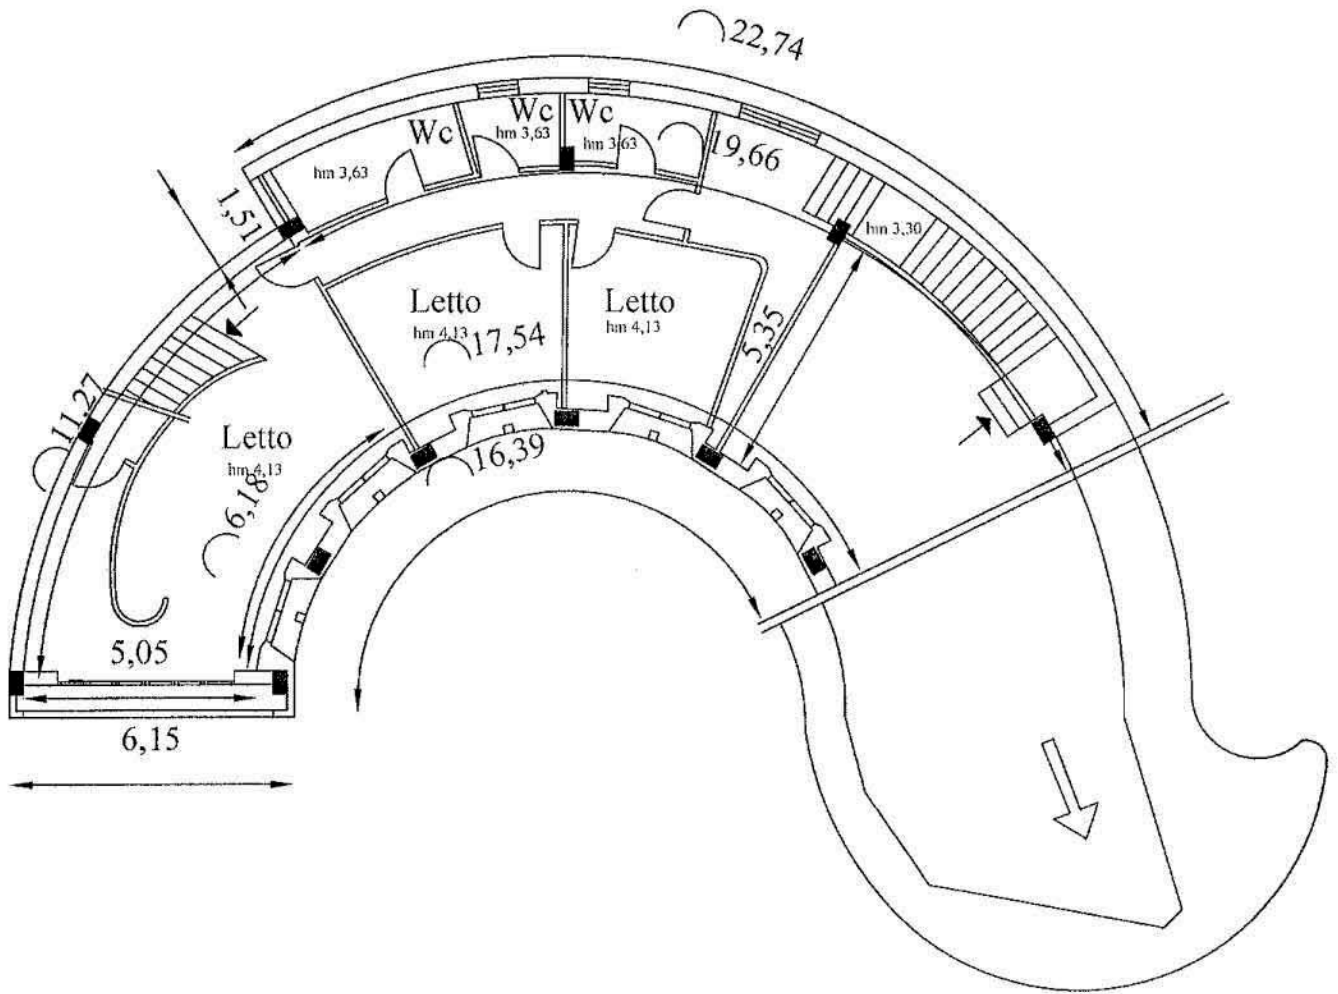 22,74
Wc
hm 3,63
Wc
hm 3,63
Wc
hm 3,63
19,66
1,51
hm 3,30
Letto
hm 4,13
17,54
Letto
hm 4,13
5,35
11,27
Letto
hm 4,13
6,18
16,39
5,05
6,15